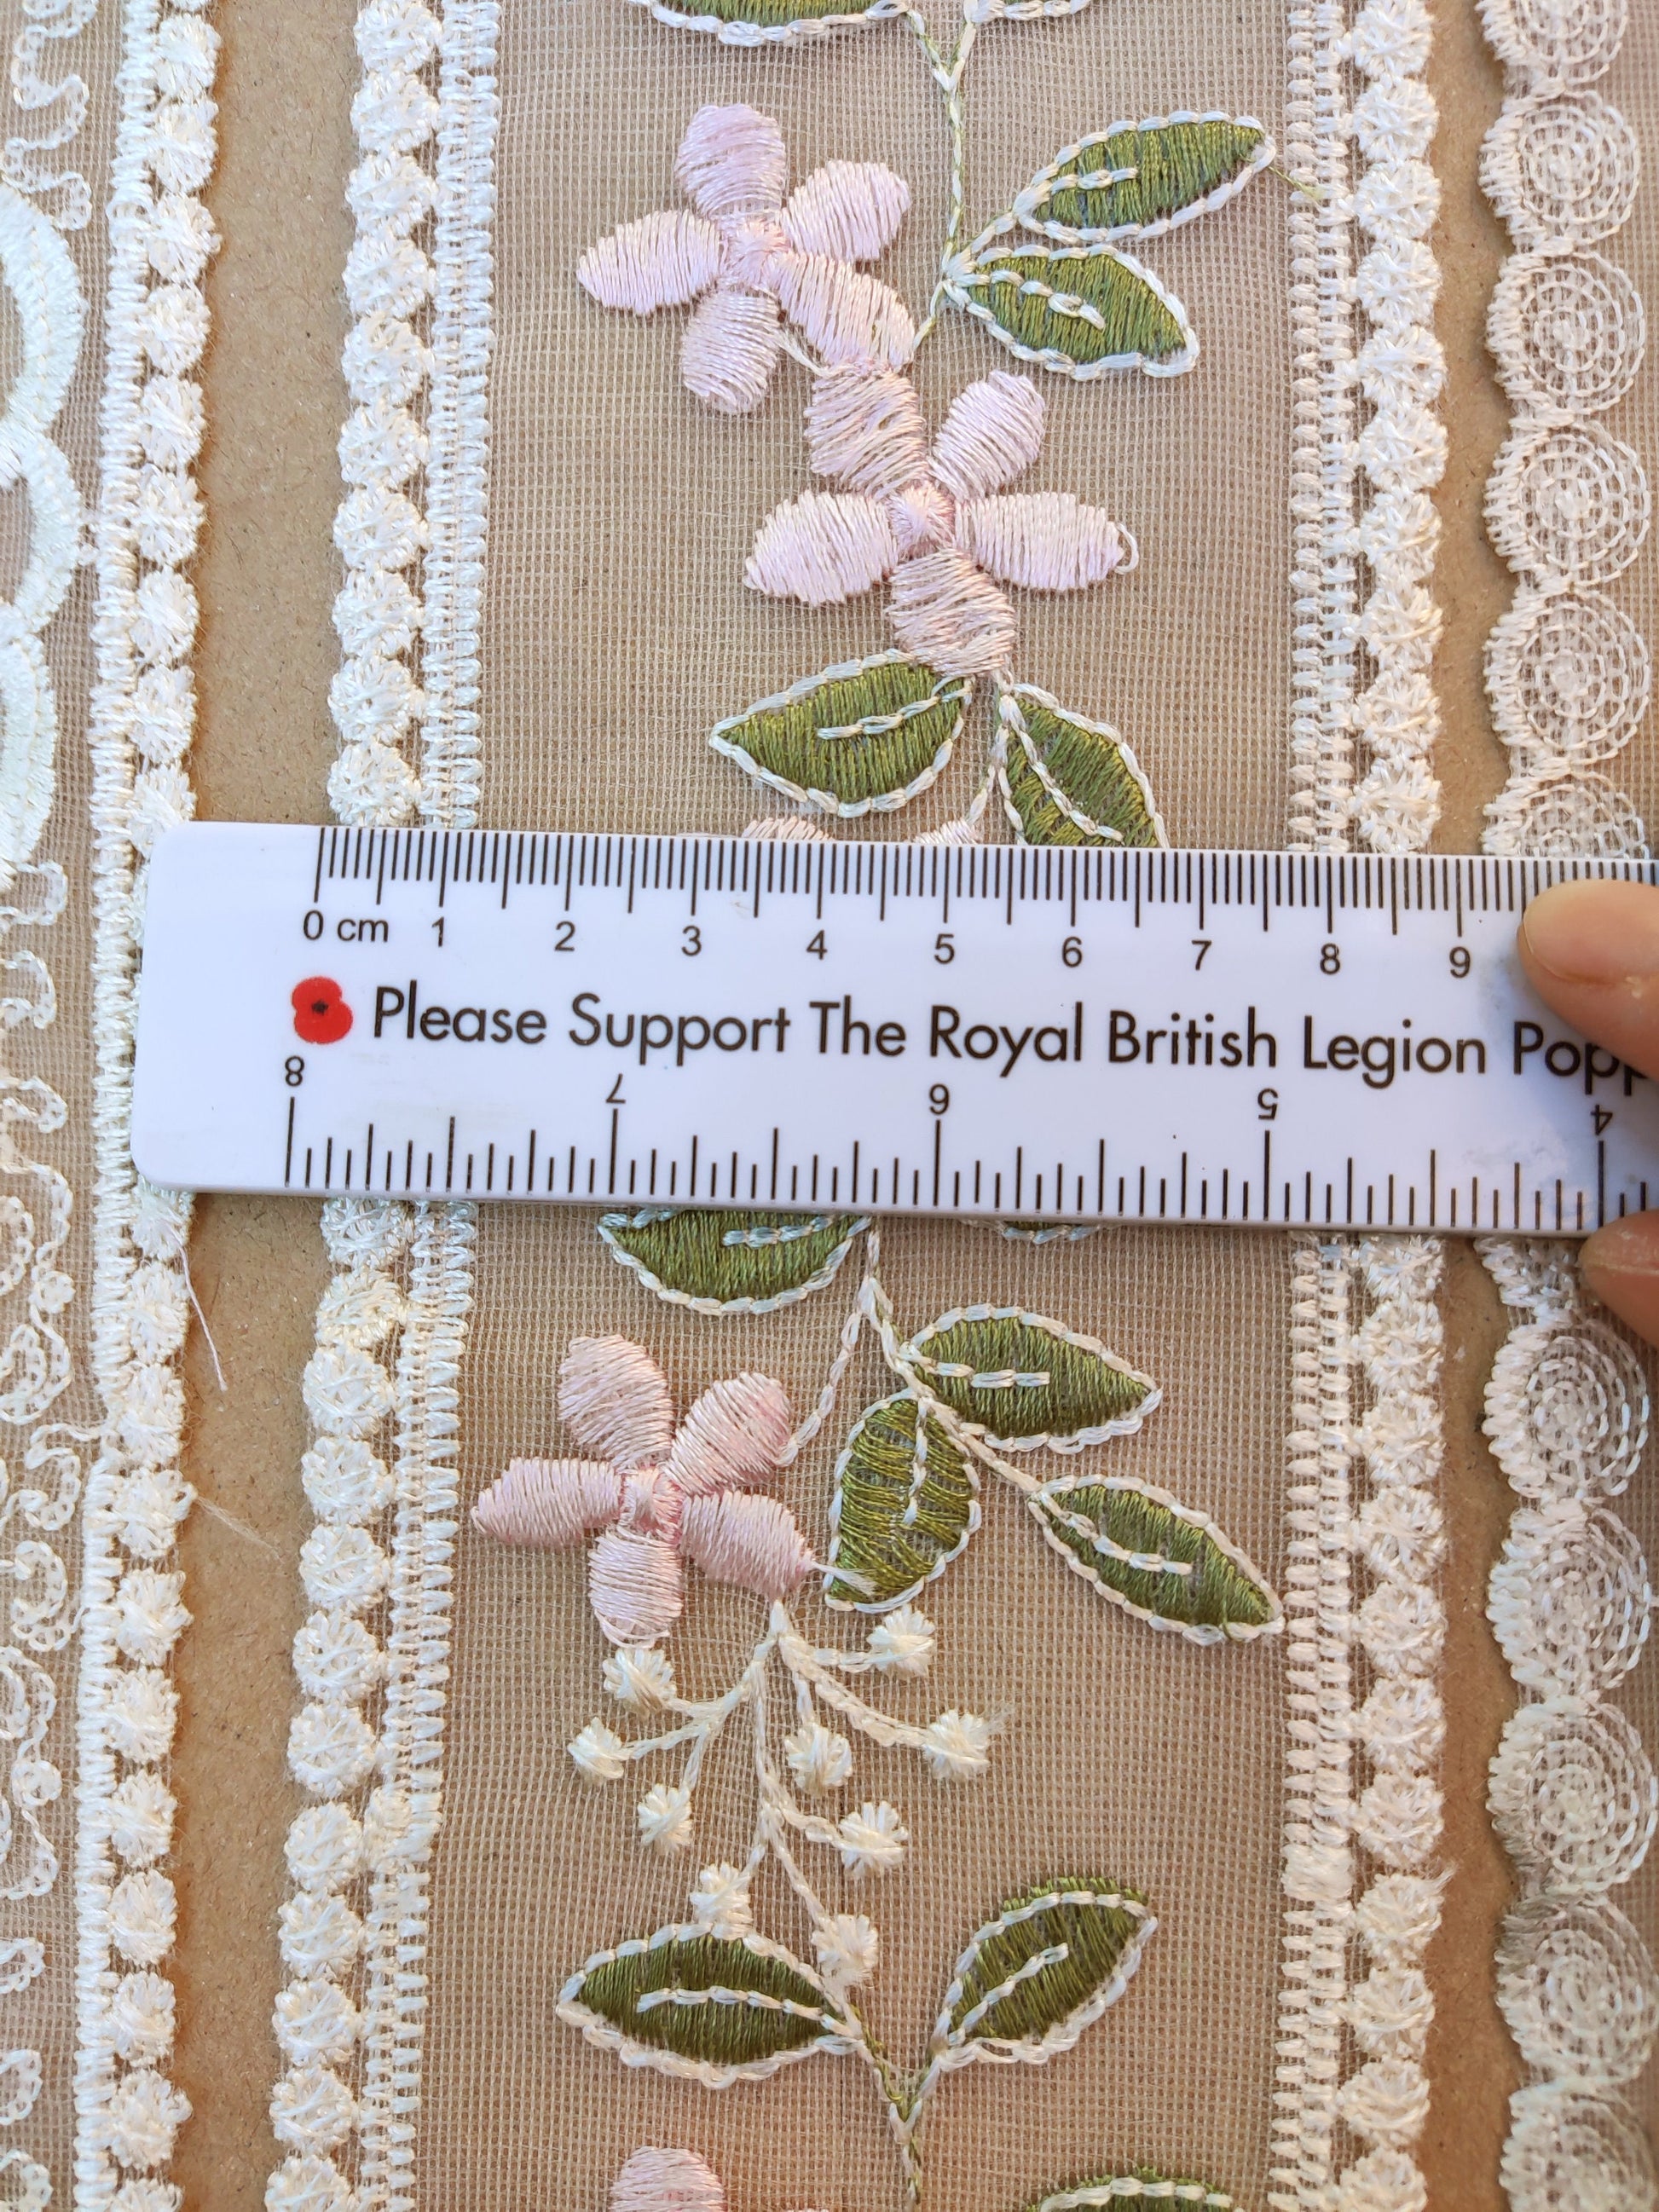 0 cm 1 2 3 4 5 6 7 8 9
Please Support The Royal British Legion Popp
8 7 6 5 4